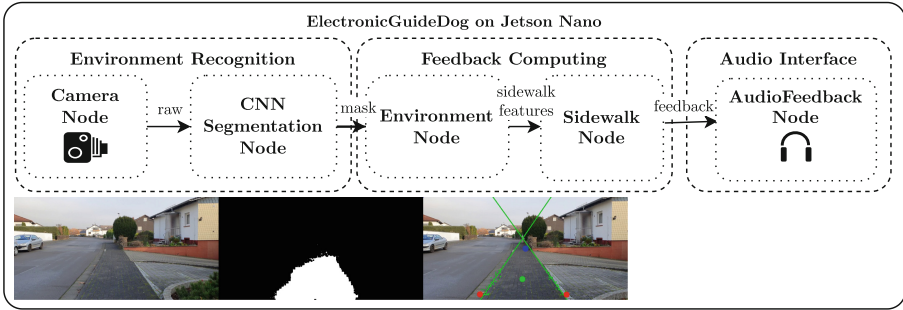 ElectronicGuideDog on Jetson Nano
Environment Recognition
Feedback Computing
Audio Interface
Camera
Node
raw
CNN
Segmentation
Node
mask
Environment
Node
sidewalk
features
Sidewalk
Node
feedback
AudioFeedback
Node